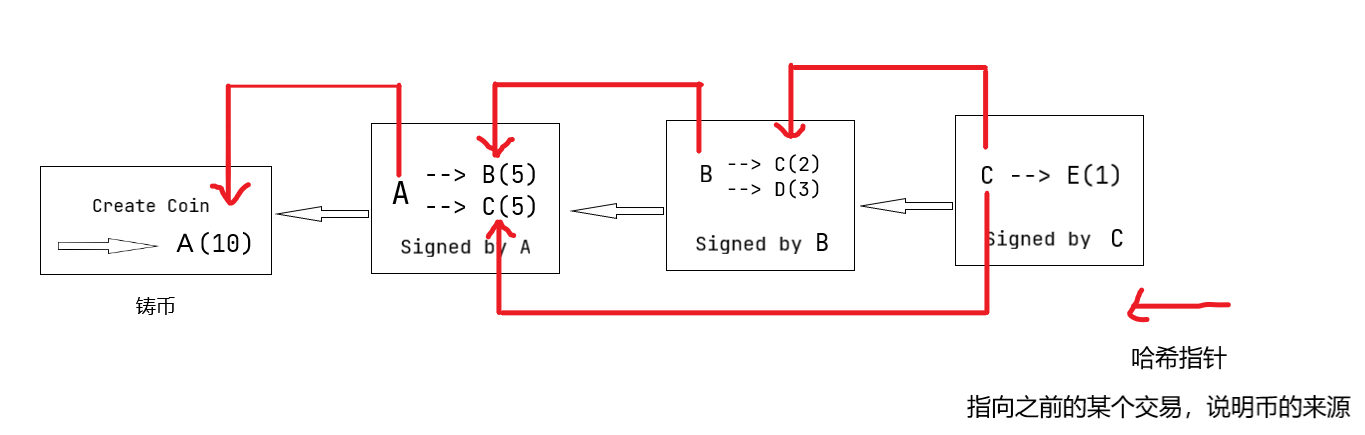 Create Coin
A(10)
铸币
A --> B(5)
--> C(5)
Signed by A
B --> C(2)
--> D(3)
Signed by B
C --> E(1)
Signed by C
哈希指针
指向之前的某个交易，说明币的来源